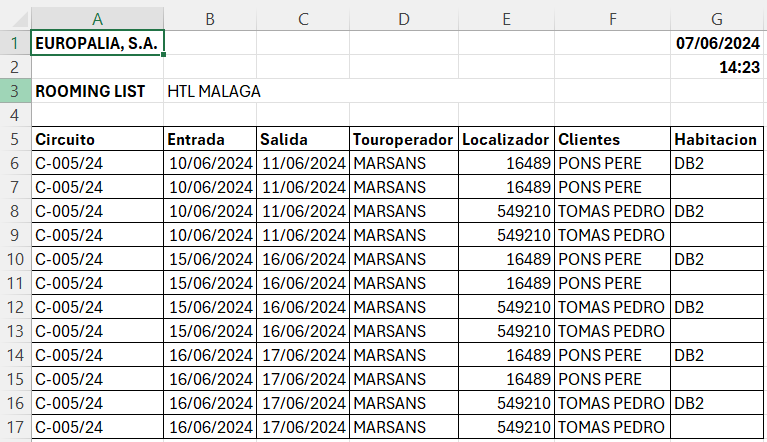 A B C D E F G
1 EUROPALIA, S.A. 07/06/2024
2 14:23
3 ROOMING LIST HTL MALAGA
4
5 Circuito Entrada Salida Touroperador Localizador Clientes Habitacion
6 C-005/24 10/06/2024 11/06/2024 MARSANS 16489 PONS PERE DB2
7 C-005/24 10/06/2024 11/06/2024 MARSANS 16489 PONS PERE
8 C-005/24 10/06/2024 11/06/2024 MARSANS 549210 TOMAS PEDRO DB2
9 C-005/24 10/06/2024 11/06/2024 MARSANS 549210 TOMAS PEDRO
10 C-005/24 15/06/2024 16/06/2024 MARSANS 16489 PONS PERE DB2
11 C-005/24 15/06/2024 16/06/2024 MARSANS 16489 PONS PERE
12 C-005/24 15/06/2024 16/06/2024 MARSANS 549210 TOMAS PEDRO DB2
13 C-005/24 15/06/2024 16/06/2024 MARSANS 549210 TOMAS PEDRO
14 C-005/24 16/06/2024 17/06/2024 MARSANS 16489 PONS PERE DB2
15 C-005/24 16/06/2024 17/06/2024 MARSANS 16489 PONS PERE
16 C-005/24 16/06/2024 17/06/2024 MARSANS 549210 TOMAS PEDRO DB2
17 C-005/24 16/06/2024 17/06/2024 MARSANS 549210 TOMAS PEDRO